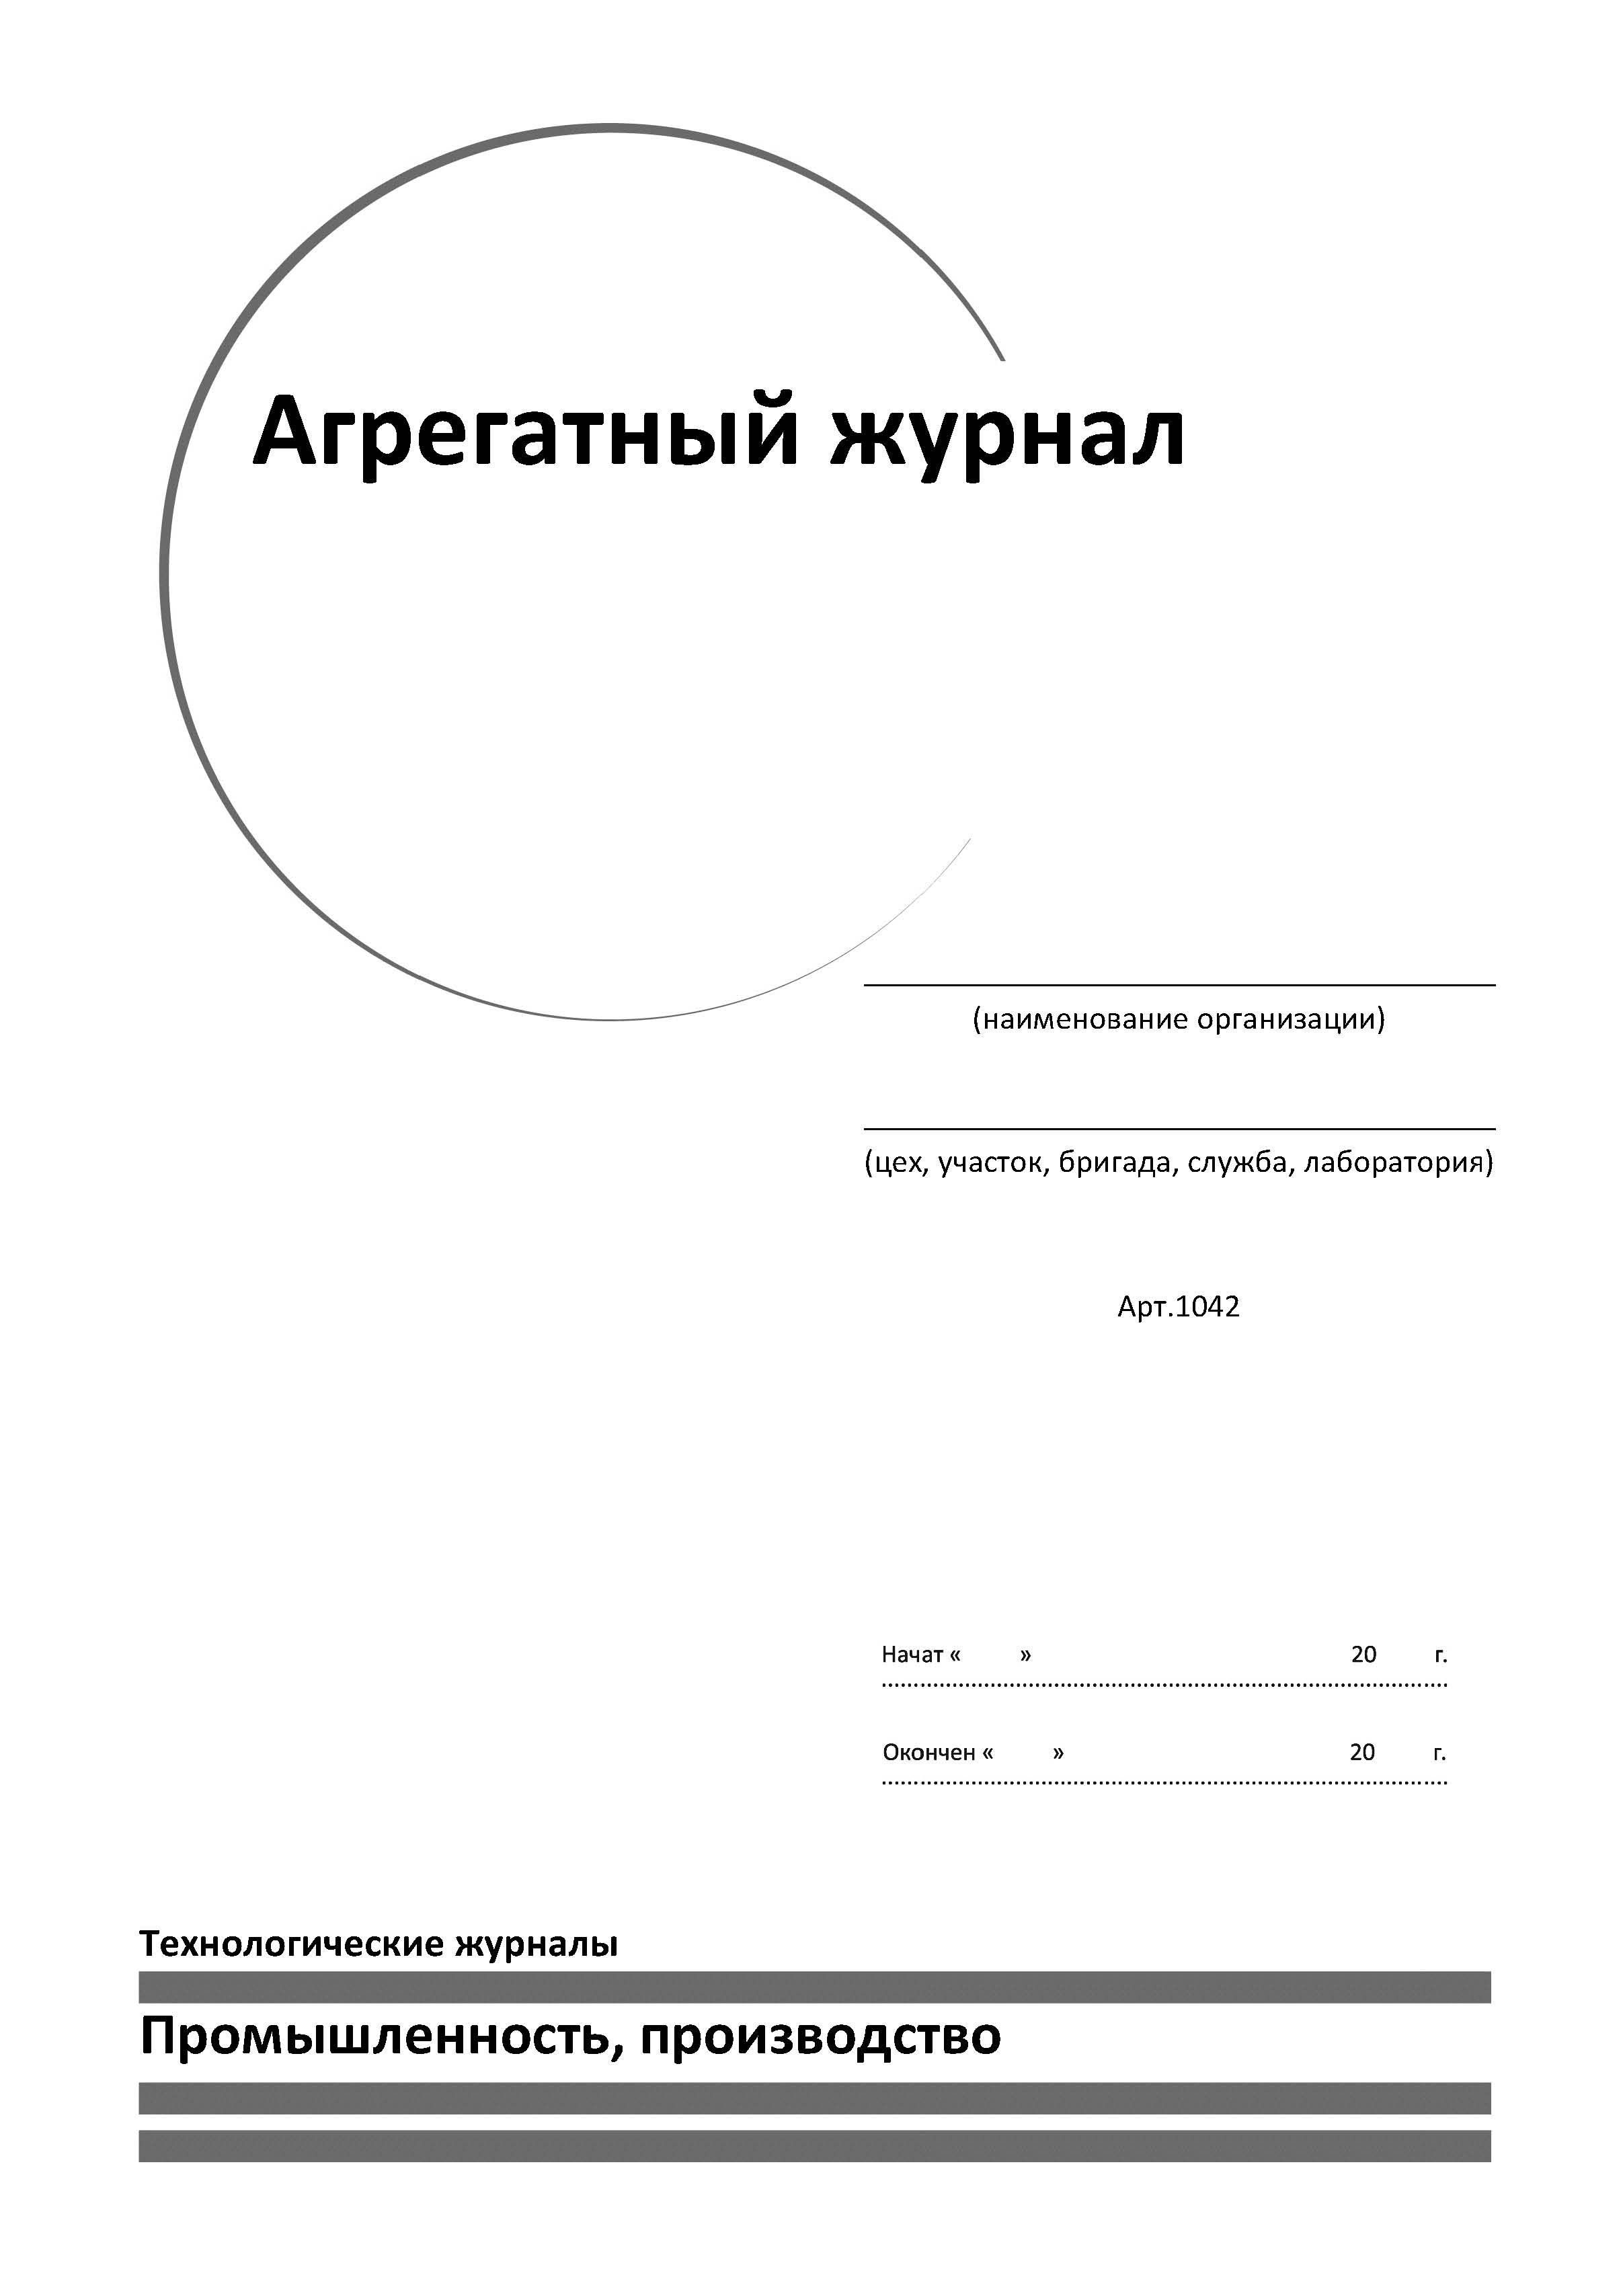 Агрегатный журнал
(наименование организации)
(цех, участок, бригада, служба, лаборатория)
Арт.1042
Начат « » 20 г.
Окончен « » 20 г.
Технологические журналы
Промышленность, производство